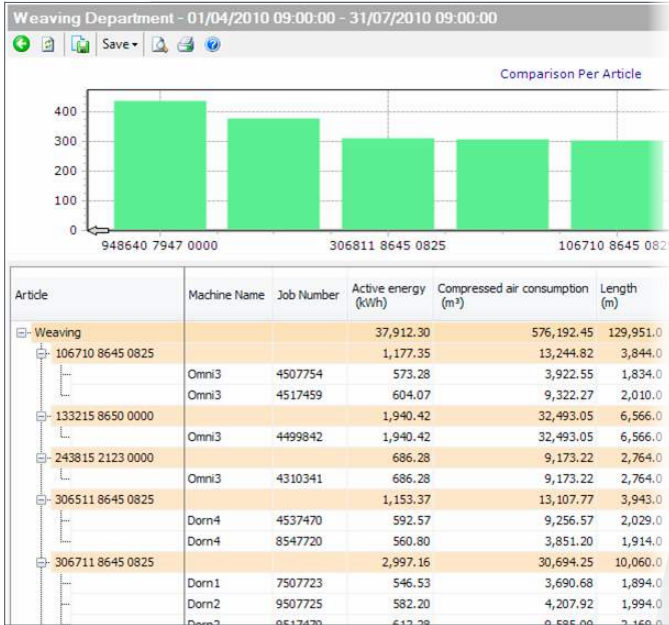 Weaving Department - 01/04/2010 09:00:00 - 31/07/2010 09:00:00
Save
Comparison Per Article
400
300
200
100
0
948640 7947 0000 306811 8645 0825 106710 8645 082
Article Machine Name Job Number Active energy (kWh) Compressed air consumption (m³) Length (m)
Weaving 37,912.30 576,192.45 129,951.0
106710 8645 0825 1,177.35 13,244.82 3,844.0
Omni3 4507754 573.28 3,922.55 1,834.0
Omni3 4517459 604.07 9,322.27 2,010.0
133215 8650 0000 1,940.42 32,493.05 6,566.0
Omni3 4499842 1,940.42 32,493.05 6,566.0
243815 2123 0000 686.28 9,173.22 2,764.0
Omni3 4310341 686.28 9,173.22 2,764.0
306511 8645 0825 1,153.37 13,107.77 3,943.0
Dorn4 4537470 592.57 9,256.57 2,029.0
Dorn4 8547720 560.80 3,851.20 1,914.0
306711 8645 0825 2,997.16 30,694.25 10,060.0
Dorn1 7507723 546.53 3,690.68 1,894.0
Dorn2 9507725 582.20 4,207.92 1,994.0